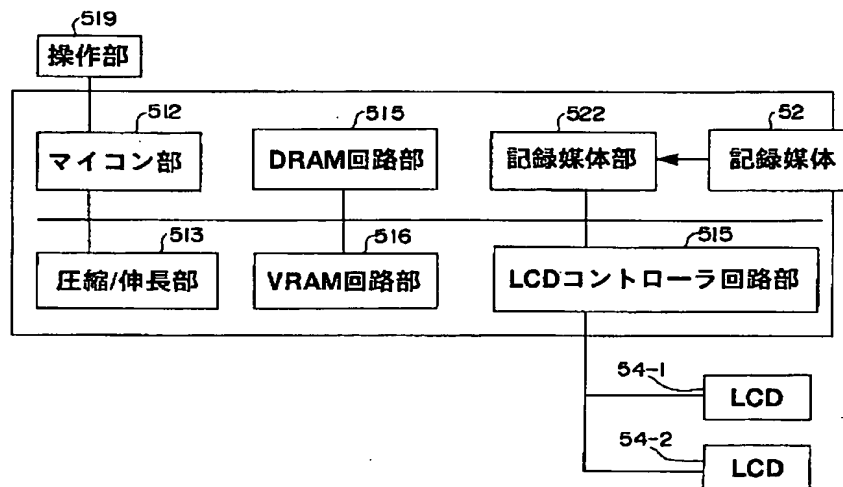 519
操作部
512
515
522
52
マイコン部
DRAM回路部
記録媒体部
記録媒体
513
516
515
圧縮/伸長部
VRAM回路部
LCDコントローラ回路部
54-1
LCD
54-2
LCD